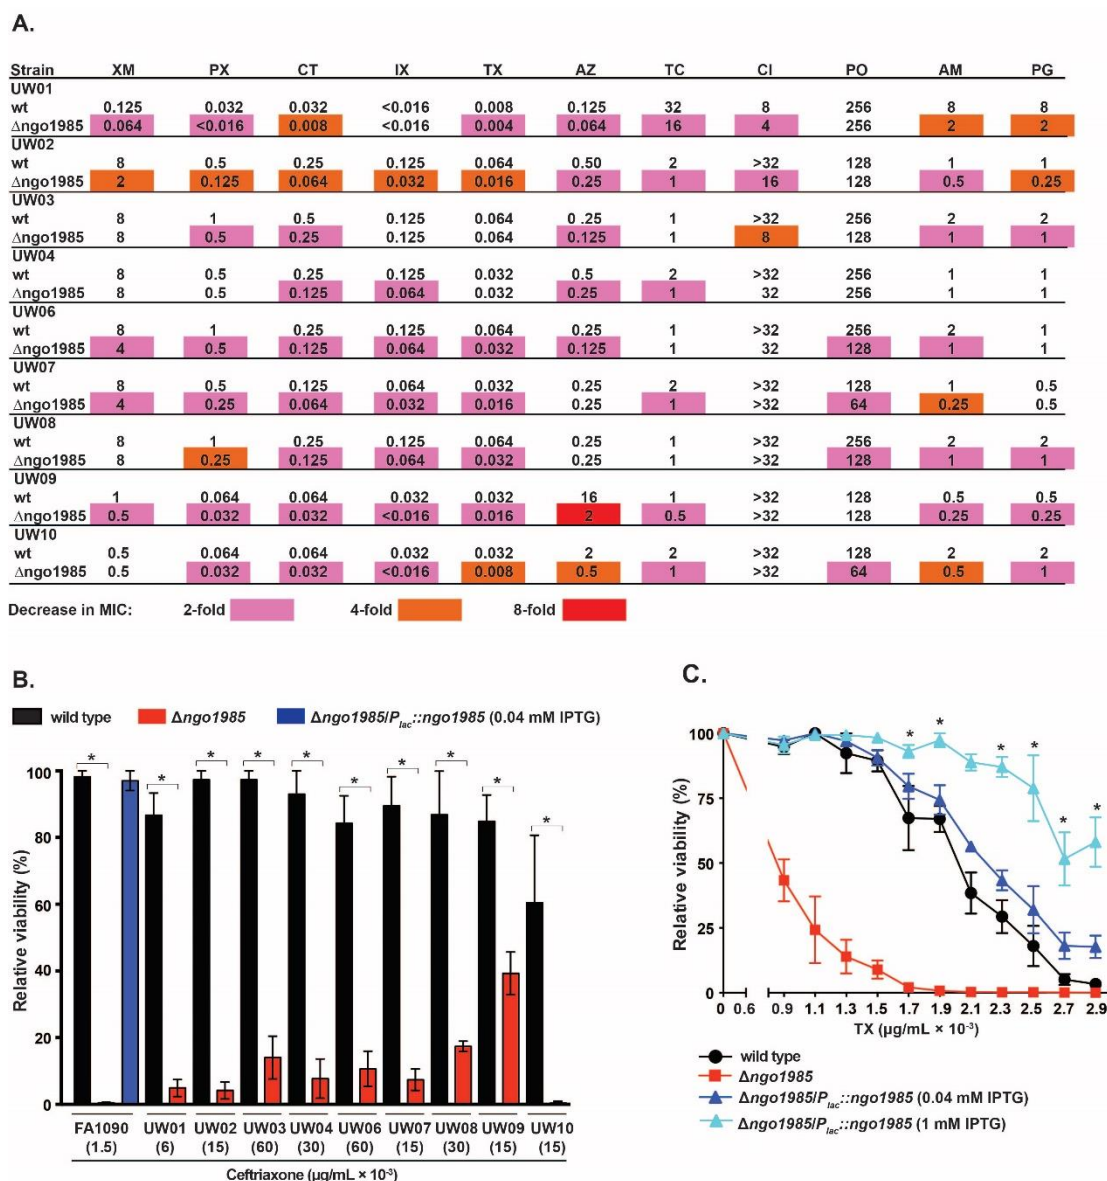 A.
Strain XM PX CT IX TX AZ TC CI PO AM PG
UW01
wt 0.125 0.032 0.032 <0.016 0.008 0.125 32 8 256 8 8
Δngo1985 0.064 <0.016 0.008 <0.016 0.004 0.064 16 4 256 2 2
UW02
wt 8 0.5 0.25 0.125 0.064 0.50 2 >32 128 1 1
Δngo1985 2 0.125 0.064 0.032 0.016 0.25 1 16 128 0.5 0.25
UW03
wt 8 1 0.5 0.125 0.064 0 .25 1 >32 256 2 2
Δngo1985 8 0.5 0.25 0.125 0.064 0.125 1 8 128 1 1
UW04
wt 8 0.5 0.25 0.125 0.032 0.5 2 >32 256 1 1
Δngo1985 8 0.5 0.125 0.064 0.032 0.25 1 32 256 1 1
UW06
wt 8 1 0.25 0.125 0.064 0.25 1 >32 256 2 1
Δngo1985 4 0.5 0.125 0.064 0.032 0.125 1 32 128 1 1
UW07
wt 8 0.5 0.125 0.064 0.032 0.25 2 >32 128 1 0.5
Δngo1985 4 0.25 0.064 0.032 0.016 0.25 1 >32 64 0.25 0.5
UW08
wt 8 1 0.25 0.125 0.064 0.25 1 >32 256 2 2
Δngo1985 8 0.25 0.125 0.064 0.032 0.25 1 >32 128 1 1
UW09
wt 1 0.064 0.064 0.032 0.032 16 1 >32 128 0.5 0.5
Δngo1985 0.5 0.032 0.032 <0.016 0.016 2 0.5 >32 128 0.25 0.25
UW10
wt 0.5 0.064 0.064 0.032 0.032 2 2 >32 128 2 2
Δngo1985 0.5 0.032 0.032 <0.016 0.008 0.5 1 >32 64 0.5 1
Decrease in MIC: 2-fold 4-fold 8-fold
B.
wild type Δngo1985 Δngo1985/Plac::ngo1985 (0.04 mM IPTG)
Relative viability (%)
100
80
60
40
20
0
* * * * * * * * * *
FA1090 UW01 UW02 UW03 UW04 UW06 UW07 UW08 UW09 UW10
(1.5) (6) (15) (60) (30) (60) (15) (30) (15) (15)
Ceftriaxone (µg/mL × 10-3)
C.
Relative viability (%)
100
75
50
25
0
* * * * * *
0 0.6 0.9 1.1 1.3 1.5 1.7 1.9 2.1 2.3 2.5 2.7 2.9
TX (µg/mL × 10-3)
wild type
Δngo1985
Δngo1985/Plac::ngo1985 (0.04 mM IPTG)
Δngo1985/Plac::ngo1985 (1 mM IPTG)